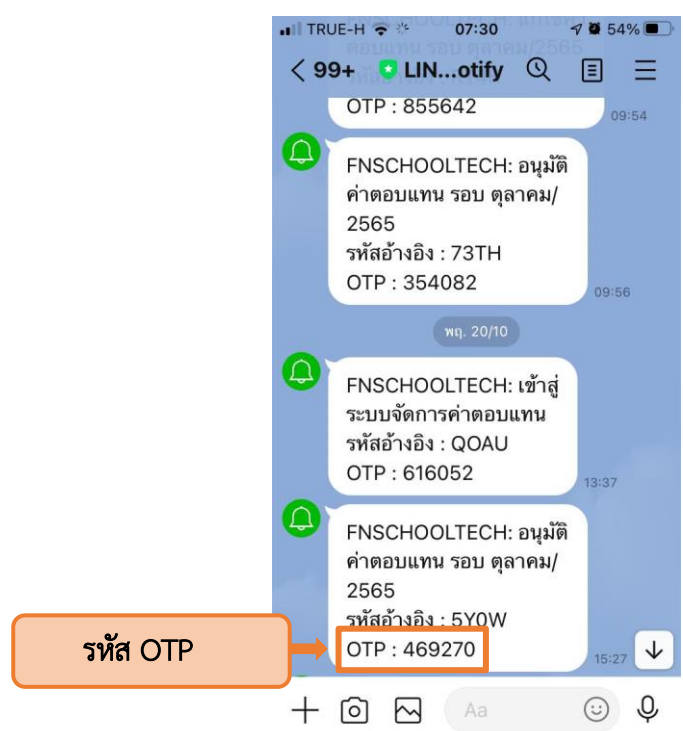 TRUE-H 07:30 54%
< 99+ LIN...otify
OTP : 855642
09:54
FNSCHOOLTECH: อนุมัติ
ค่าตอบแทน รอบ ตุลาคม/
2565
รหัสอ้างอิง : 73TH
OTP : 354082
09:56
พฤ. 20/10
FNSCHOOLTECH: เข้าสู่
ระบบจัดการค่าตอบแทน
รหัสอ้างอิง : QOAU
OTP : 616052
13:37
FNSCHOOLTECH: อนุมัติ
ค่าตอบแทน รอบ ตุลาคม/
2565
รหัสอ้างอิง : 5Y0W
รหัส OTP
OTP : 469270
15:27
Aa